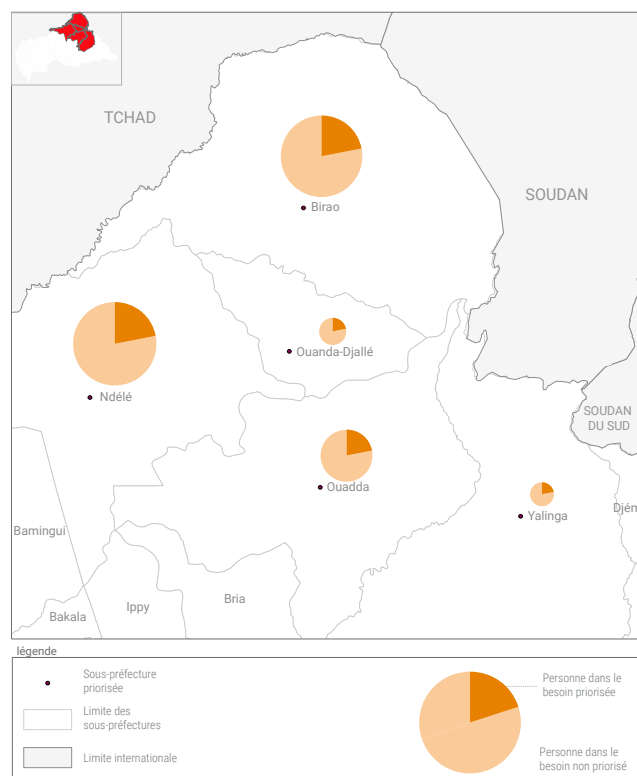 TCHAD
SOUDAN
Birao
Ouanda-Djallé
Ndélé
SOUDAN
DU SUD
Ouadda
Yalinga
Djém
Bamingui
Bria
Ippy
Bakala
légende
Sous-préfecture
priorisée
Limite des
sous-préfectures
Limite internationale
Personne dans le
besoin priorisée
Personne dans le
besoin non priorisé